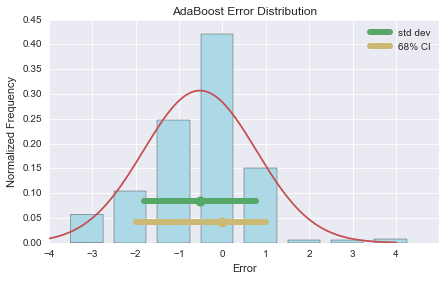 AdaBoost Error Distribution
0.45
0.40
0.35
0.30
0.25
0.20
0.15
0.10
0.05
0.00
Normalized Frequency
std dev
68% CI
−4 −3 −2 −1 0 1 2 3 4
Error